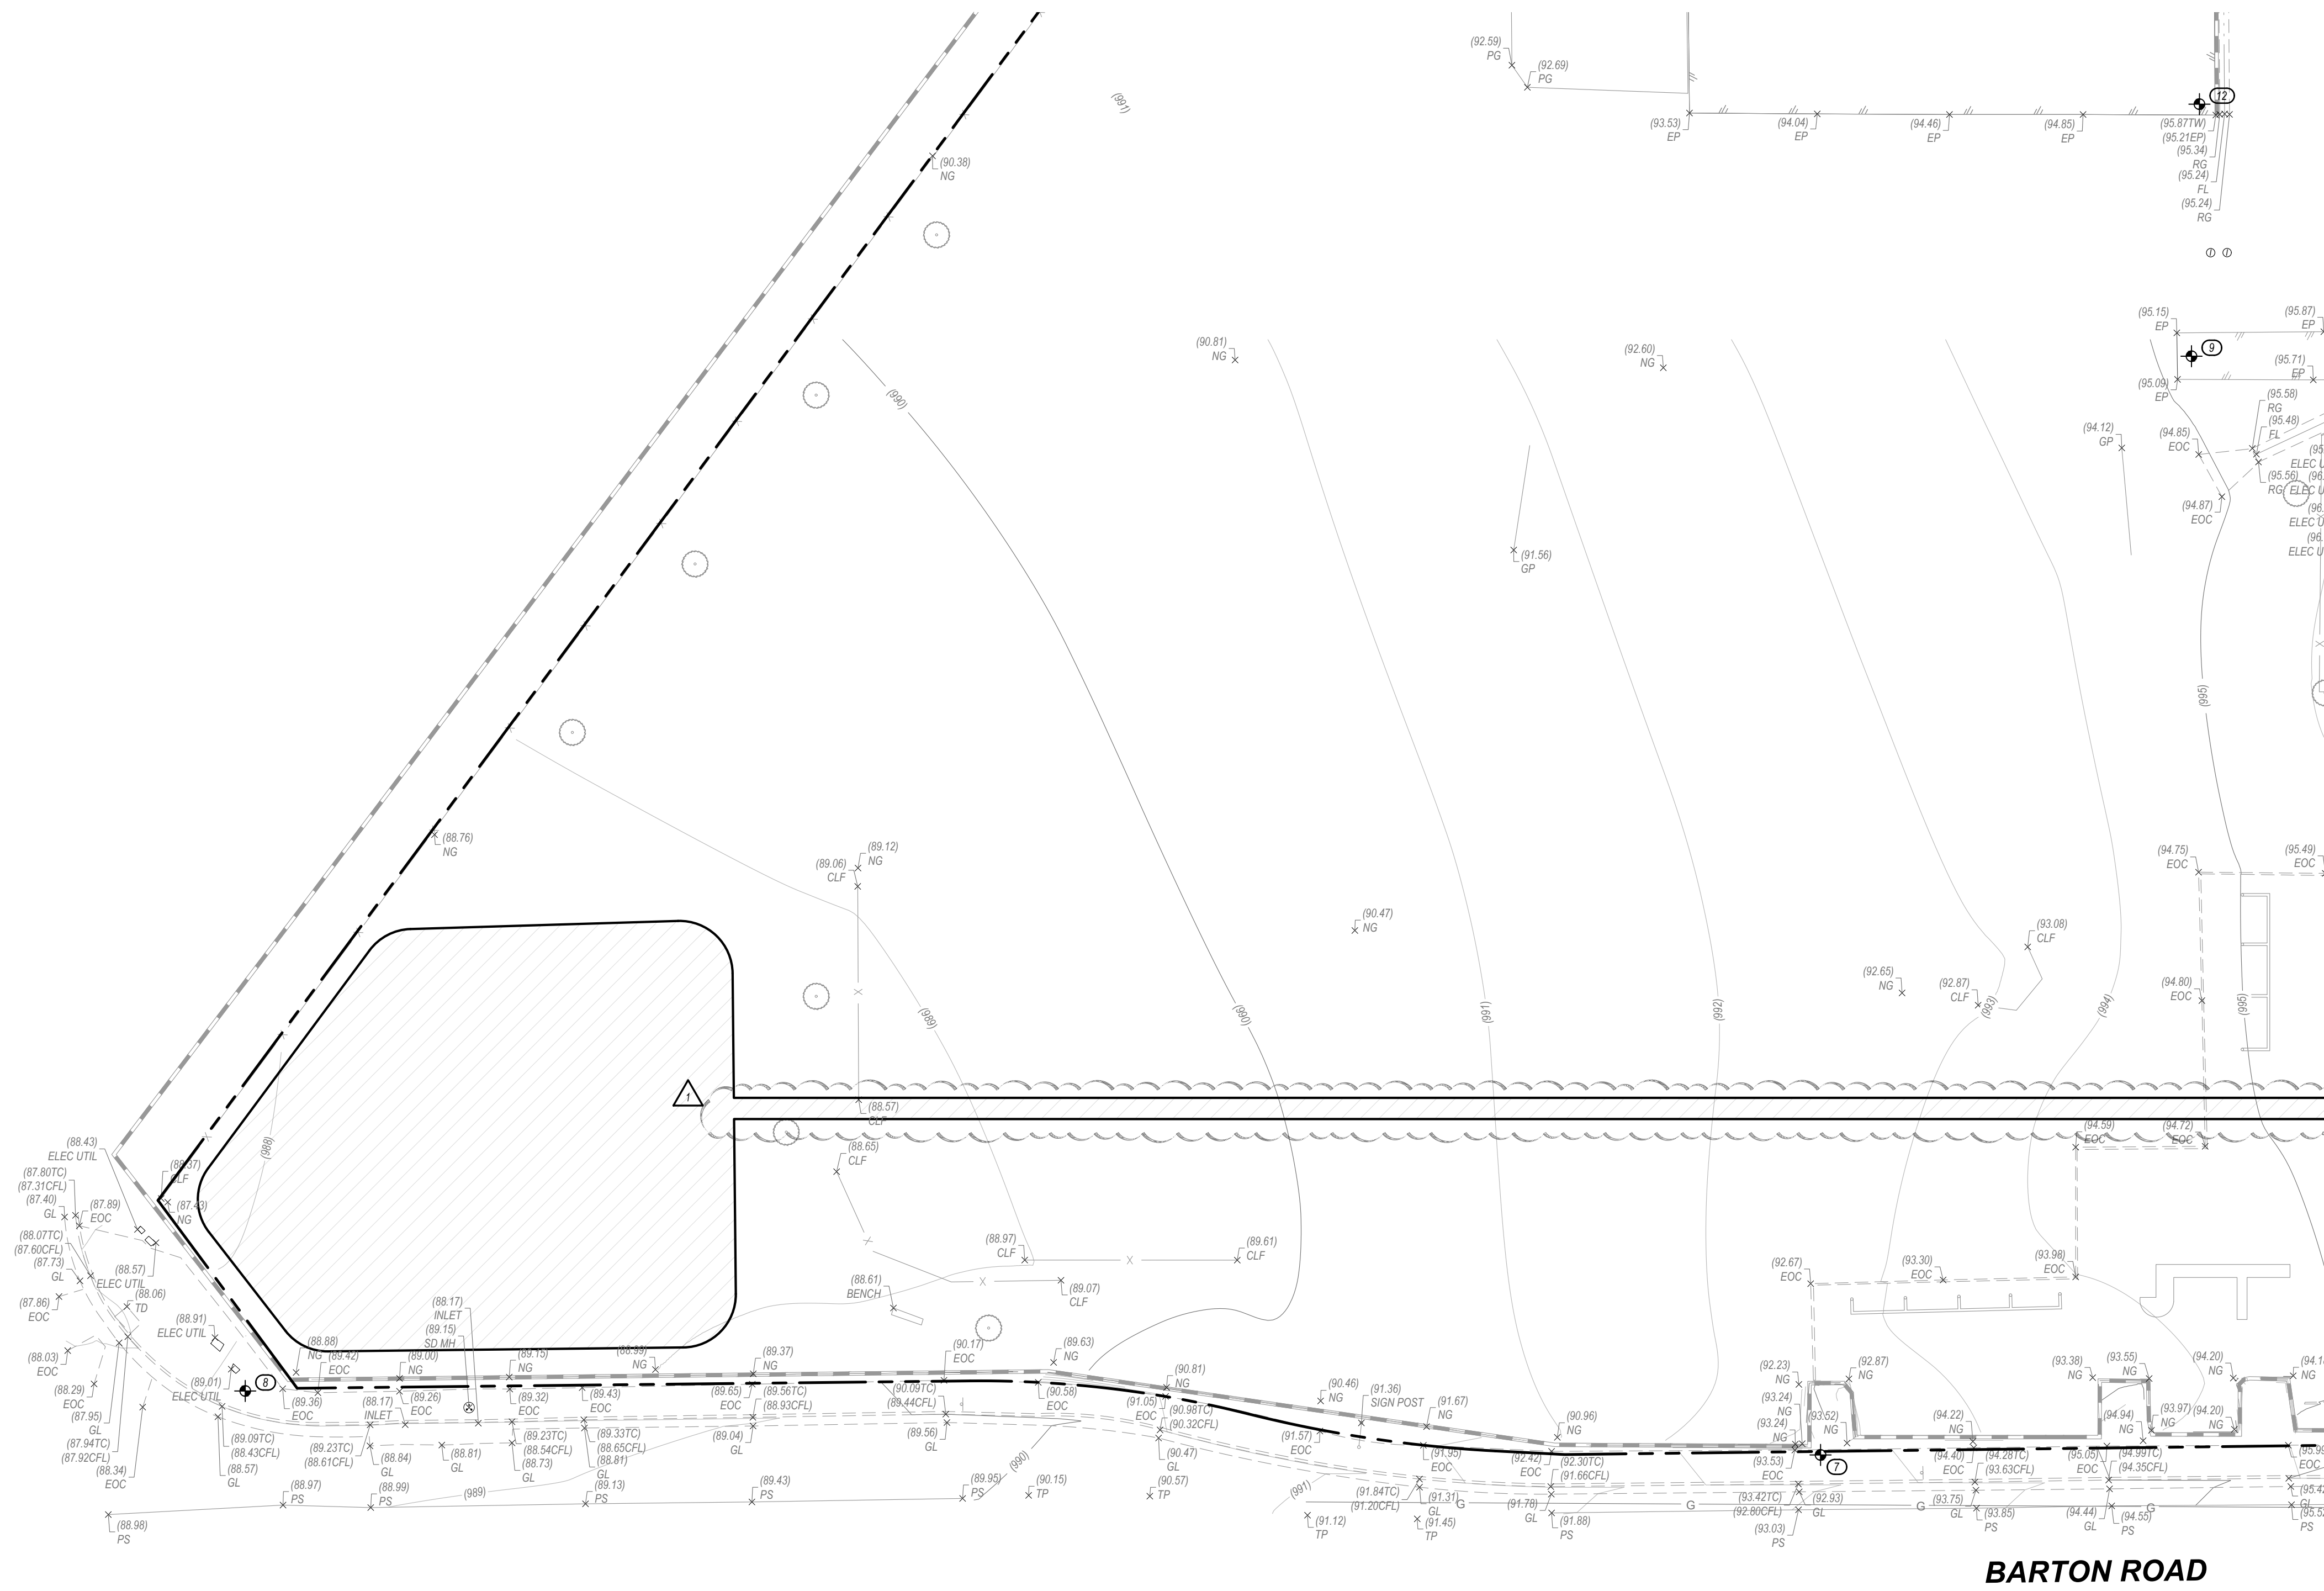 (92.59)
PG
(92.69)
PG
(991)
(93.53)
EP
(94.04)
EP
(94.46)
EP
(94.85)
EP
12
(95.87TW)
(95.21EP)
(95.34)
RG
(95.24)
FL
(95.24)
RG
(90.38)
NG
(95.15)
EP
(95.87)
EP
9
(90.81)
NG
(92.60)
NG
(95.71)
EP
(95.09)
EP
(990)
(95.58)
RG
(95.48)
FL
(94.12)
GP
(94.85)
EOC
(95.56)
RG
(94.87)
EOC
(91.56)
GP
(995)
(88.76)
NG
(89.12)
NG
(89.06)
CLF
(94.75)
EOC
(95.49)
EOC
(90.47)
NG
(93.08)
CLF
(92.65)
NG
(92.87)
CLF
(94.80)
EOC
(989)
(990)
(991)
(992)
(993)
(994)
(995)
1
(88.57)
CLF
(988)
(94.59)
EOC
(94.72)
EOC
(88.43)
ELEC UTIL
(88.65)
CLF
(88.37)
CLF
(87.80TC)
(87.31CFL)
(87.40)
GL
(87.89)
EOC
(87.43)
NG
(88.07TC)
(87.60CFL)
(87.73)
GL
(88.57)
ELEC UTIL
(88.97)
CLF
(89.61)
CLF
(92.67)
EOC
(93.30)
EOC
(93.98)
EOC
(89.07)
CLF
(88.61)
BENCH
(87.86)
EOC
(88.06)
TD
(88.17)
INLET
(89.15)
SD MH
(88.91)
ELEC UTIL
(88.03)
EOC
(88.88)
NG
(89.42)
EOC
(89.00)
NG
(89.15)
NG
(88.99)
NG
(89.37)
NG
(90.17)
EOC
(89.63)
NG
(90.81)
NG
(92.23)
NG
(92.87)
NG
(93.38)
NG
(93.55)
NG
(94.20)
NG
NG
(88.29)
EOC
(89.01)
ELEC UTIL
8
(89.36)
EOC
(88.17)
INLET
(89.26)
EOC
(89.32)
EOC
(89.43)
EOC
(89.65)
EOC
(89.56TC)
(88.93CFL)
(90.09TC)
(89.44CFL)
(90.58)
EOC
(91.05)
EOC
(90.98TC)
(90.32CFL)
(90.46)
NG
(91.36)
SIGN POST
(91.67)
NG
(90.96)
NG
(93.24)
NG
(93.24)
NG
(93.52)
NG
(94.22)
NG
(94.94)
NG
(93.97)
NG
(94.20)
NG
(87.95)
GL
(87.94TC)
(87.92CFL)
(88.34)
EOC
(89.09TC)
(88.43CFL)
(88.57)
GL
(89.23TC)
(88.61CFL)
(88.84)
GL
(88.81)
GL
(89.23TC)
(88.54CFL)
(88.73)
GL
(89.33TC)
(88.65CFL)
(88.81)
GL
(89.04)
GL
(89.56)
GL
(90.47)
GL
(91.57)
EOC
(91.95)
EOC
(92.42)
EOC
(92.30TC)
(91.66CFL)
(93.53)
EOC
7
(94.40)
EOC
(94.28TC)
(93.63CFL)
(95.05)
EOC
(94.99TC)
(94.35CFL)
EOC
(88.98)
PS
(88.97)
PS
(88.99)
PS
(989)
(89.13)
PS
(89.43)
PS
(89.95)
PS
(990)
(90.15)
TP
(90.57)
TP
(991)
(91.12)
TP
(91.84TC)
(91.20CFL)
(91.31)
GL
(91.45)
TP
G
(91.78)
GL
(91.88)
PS
G
(93.42TC)
(92.80CFL)
(92.93)
GL
(93.03)
PS
G
(93.75)
GL
(93.85)
PS
(94.44)
GL
(94.55)
PS
G
GL
PS
BARTON ROAD